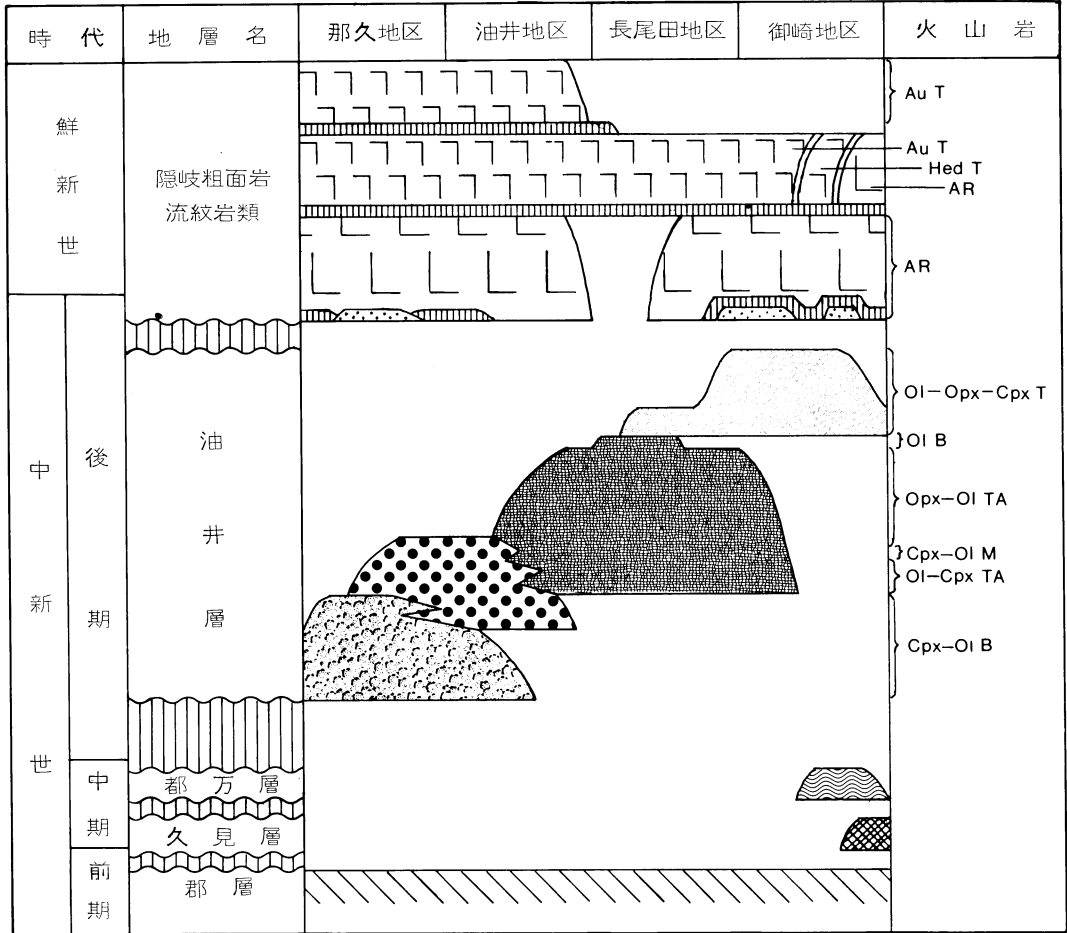 時代
地層名
那久地区
油井地区
長尾田地区
御崎地区
火山岩
鮮新世
隠岐粗面岩
流紋岩類
Au T
Au T
Hed T
AR
AR
中新世
後期
油井層
Ol-Opx-Cpx T
Ol B
Opx-Ol TA
Cpx-Ol M
Ol-Cpx TA
Cpx-Ol B
中期
都万層
久見層
前期
郡層